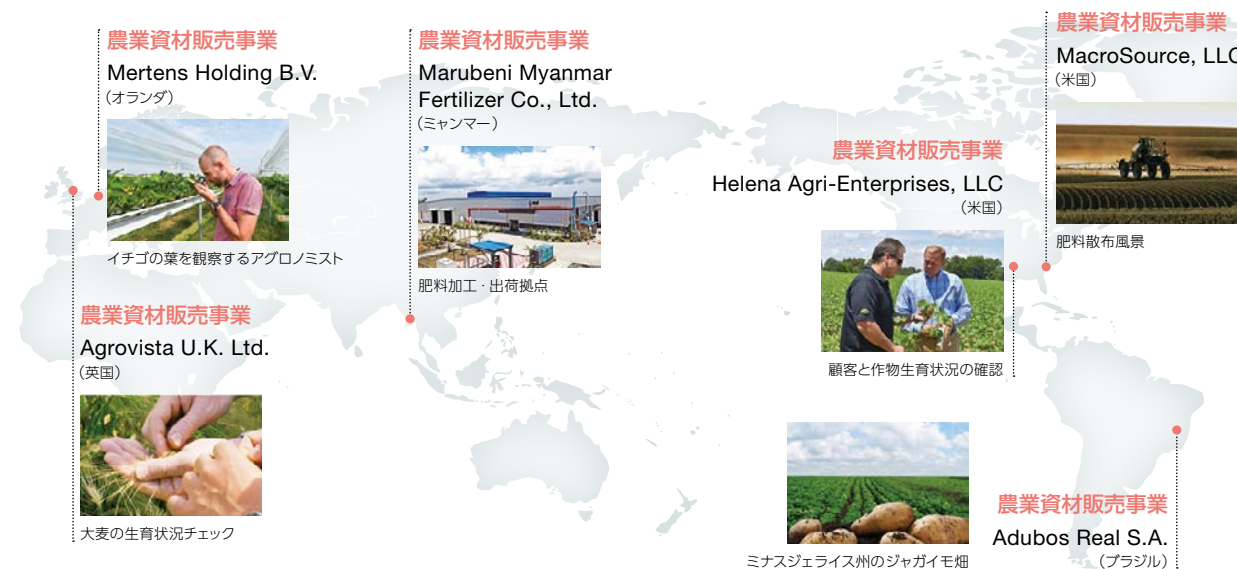 農業資材販売事業
Mertens Holding B.V.
（オランダ）
イチゴの葉を観察するアグロノミスト
農業資材販売事業
Marubeni Myanmar
Fertilizer Co., Ltd.
（ミャンマー）
肥料加工・出荷拠点
農業資材販売事業
MacroSource, LLC
（米国）
肥料散布風景
農業資材販売事業
Helena Agri-Enterprises, LLC
（米国）
顧客と作物生育状況の確認
農業資材販売事業
Agrovista U.K. Ltd.
（英国）
大麦の生育状況チェック
ミナスジェライス州のジャガイモ畑
農業資材販売事業
Adubos Real S.A.
（ブラジル）